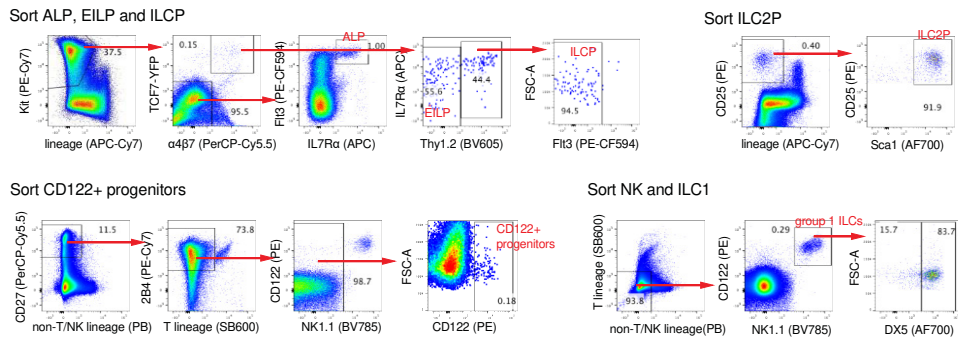 Sort ALP, EILP and ILCP
Kit (PE-Cy7)
37.5
lineage (APC-Cy7)
TCF7-YFP
0.15
95.5
α4β7 (PerCP-Cy5.5)
Flt3 (PE-CF594)
ALP
1.00
IL7Rα (APC)
IL7Rα (APC)
55.6
44.4
EILP
Thy1.2 (BV605)
FSC-A
ILCP
94.5
Flt3 (PE-CF594)
Sort ILC2P
CD25 (PE)
0.40
lineage (APC-Cy7)
CD25 (PE)
ILC2P
91.9
Sca1 (AF700)
Sort CD122+ progenitors
CD27 (PerCP-Cy5.5)
11.5
non-T/NK lineage (PB)
2B4 (PE-Cy7)
73.8
T lineage (SB600)
CD122 (PE)
98.7
NK1.1 (BV785)
FSC-A
CD122+
progenitors
0.18
CD122 (PE)
Sort NK and ILC1
T lineage (SB600)
93.8
non-T/NK lineage(PB)
CD122 (PE)
0.29
group 1 ILCs
NK1.1 (BV785)
FSC-A
15.7
83.7
DX5 (AF700)